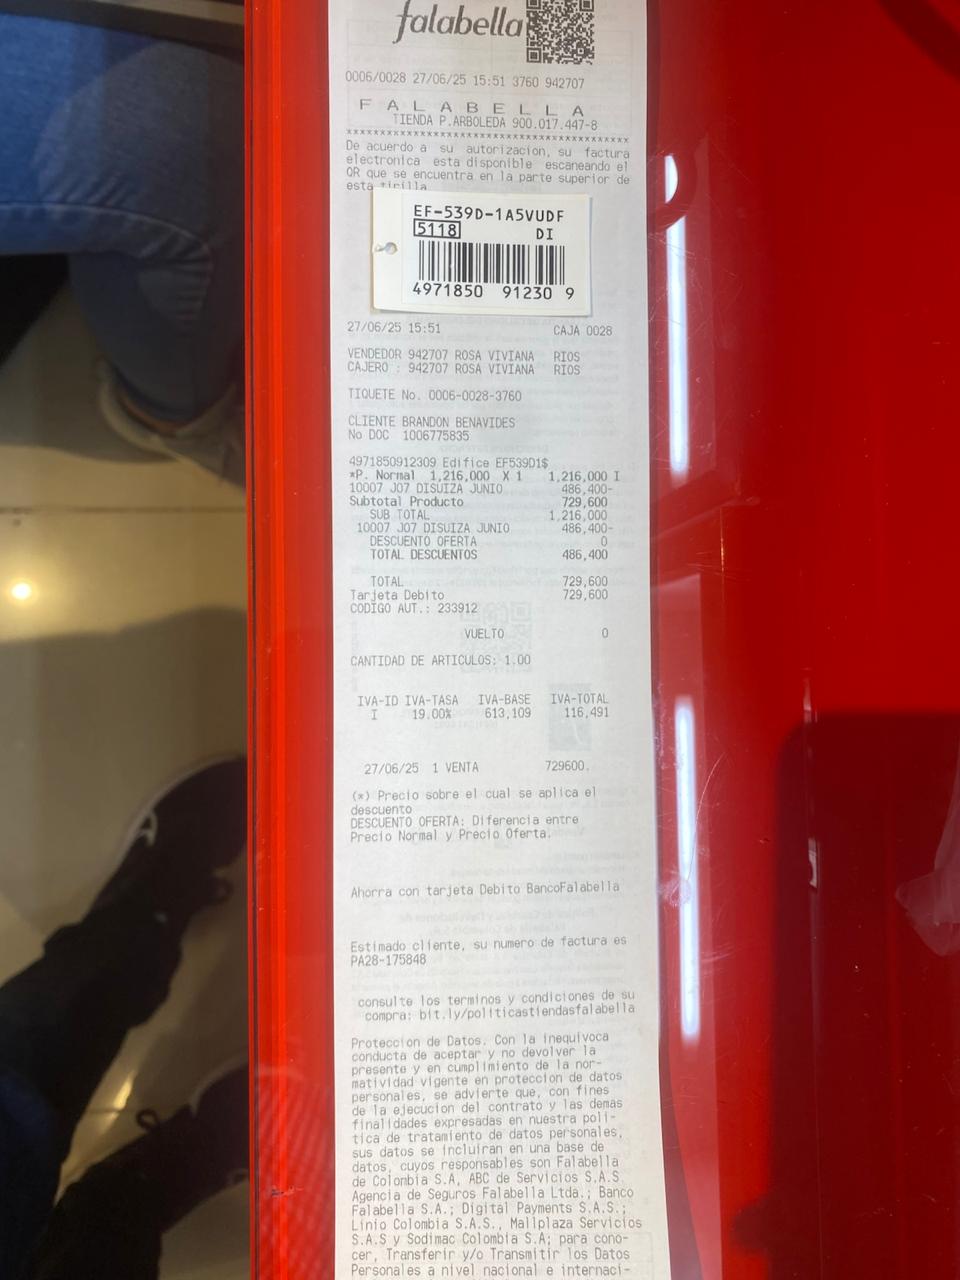 falabella
0006/0028 27/06/25 15:51 3760 942707
F A L A B E L L A
TIENDA P.ARBOLEDA 900.017.447-8
xxxxxxxxxxxxxxxxxxxxxxxxxxxxxxxxxxxxxxxxxx
De acuerdo a su autorizacion, su factura
electronica esta disponible escaneando el
QR que se encuentra en la parte superior de
esta tirilla
EF-539D-1A5VUDF
5118 DI
4971850 91230 9
27/06/25 15:51 CAJA 0028
VENDEDOR 942707 ROSA VIVIANA RIOS
CAJERO : 942707 ROSA VIVIANA RIOS
TIQUETE No. 0006-0028-3760
CLIENTE BRANDON BENAVIDES
No DOC 1006775835
4971850912309 Edifice EF539D1$
*P. Normal 1,216,000 X 1 1,216,000 I
10007 J07 DISUIZA JUNIO 486,400-
Subtotal Producto 729,600
SUB TOTAL 1,216,000
10007 J07 DISUIZA JUNIO 486,400-
DESCUENTO OFERTA 0
TOTAL DESCUENTOS 486,400
TOTAL 729,600
Tarjeta Debito 729,600
CODIGO AUT.: 233912
VUELTO 0
CANTIDAD DE ARTICULOS: 1.00
IVA-ID IVA-TASA IVA-BASE IVA-TOTAL
I 19.00% 613,109 116,491
27/06/25 1 VENTA 729600.
(*) Precio sobre el cual se aplica el
descuento
DESCUENTO OFERTA: Diferencia entre
Precio Normal y Precio Oferta.
Ahorra con tarjeta Debito BancoFalabella
Estimado cliente, su numero de factura es
PA28-175848
consulte los terminos y condiciones de su
compra: bit.ly/politicastiendasfalabella
Proteccion de Datos. Con la inequivoca
conducta de aceptar y no devolver la
presente y en cumplimiento de la nor-
matividad vigente en proteccion de datos
personales, se advierte que, con fines
de la ejecucion del contrato y las demas
finalidades expresadas en nuestra poli-
tica de tratamiento de datos personales,
sus datos se incluiran en una base de
datos, cuyos responsables son Falabella
de Colombia S.A, ABC de Servicios S.A.S
Agencia de Seguros Falabella Ltda.; Banco
Falabella S.A.; Digital Payments S.A.S.;
Linio Colombia S.A.S., Mallplaza Servicios
S.A.S y Sodimac Colombia S.A; para cono-
cer, Transferir y/o Transmitir los Datos
Personales a nivel nacional e internaci-